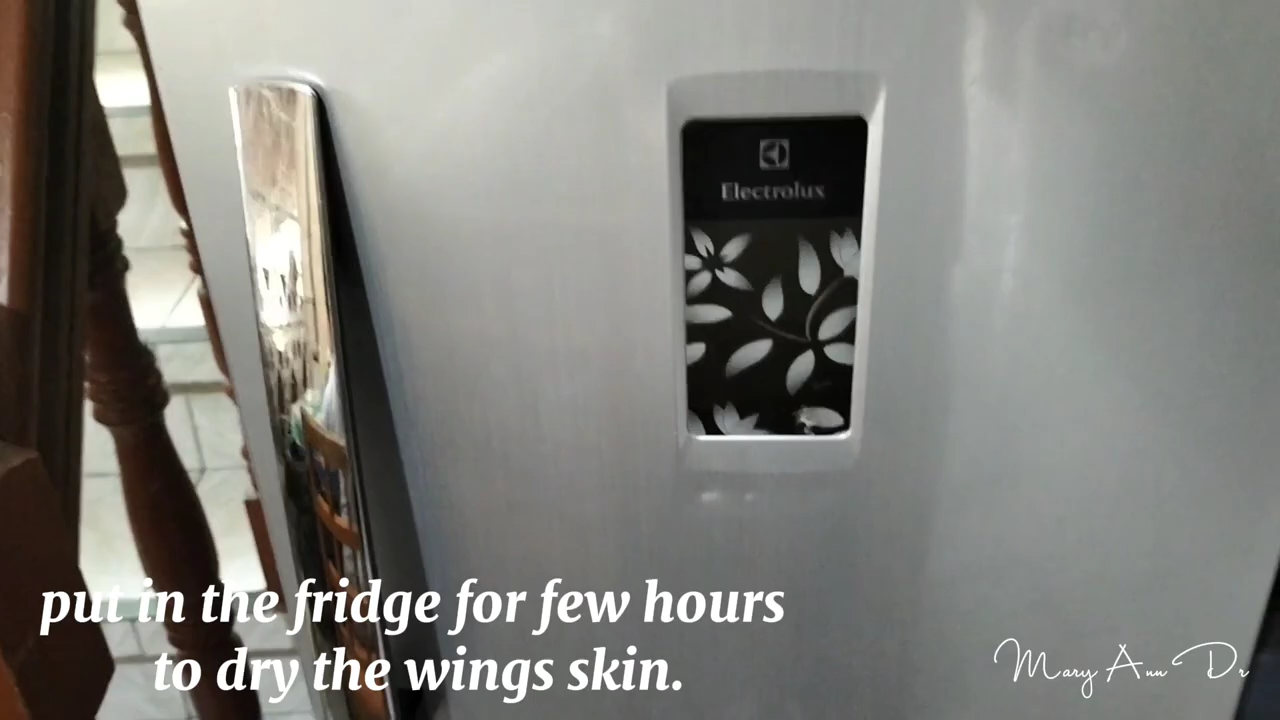 Electrolux
put in the fridge for few hours
to dry the wings skin.
Mary Ann Dr